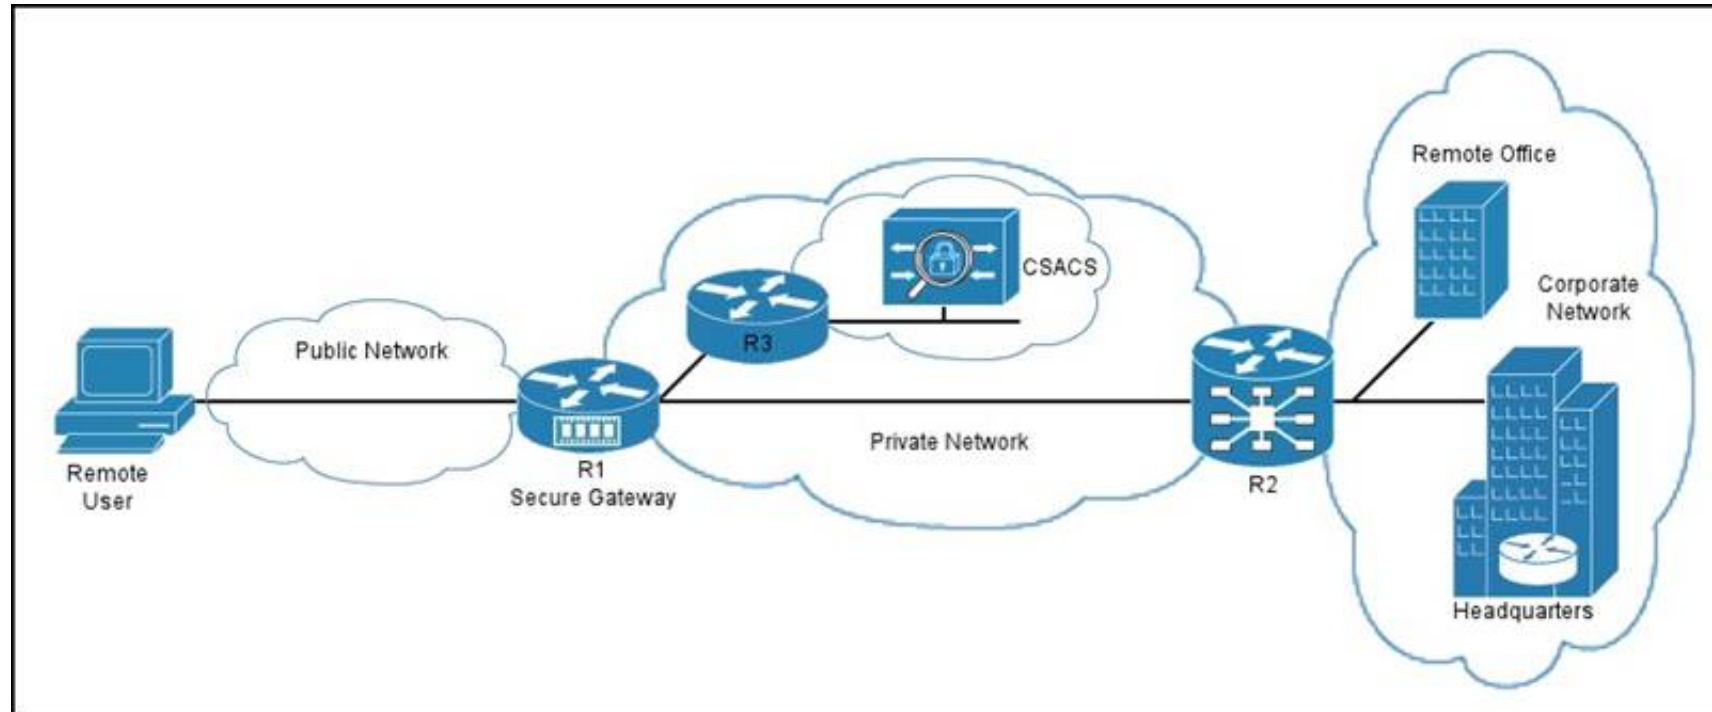 Remote
User
Public Network
R1
Secure Gateway
R3
CSACS
Private Network
R2
Remote Office
Corporate
Network
Headquarters